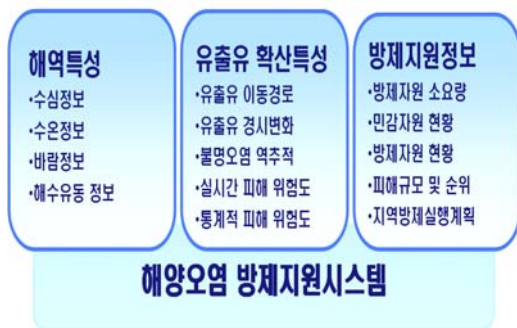 해역특성
·수심정보
·수온정보
·바람정보
·해수유동 정보
유출유 확산특성
·유출유 이동경로
·유출유 경시변화
·불명오염 역추적
·실시간 피해 위험도
·통계적 피해 위험도
방제지원정보
·방제자원 소요량
·민감자원 현황
·방제자원 현황
·피해규모 및 순위
·지역방제실행계획
해양오염 방제지원시스템